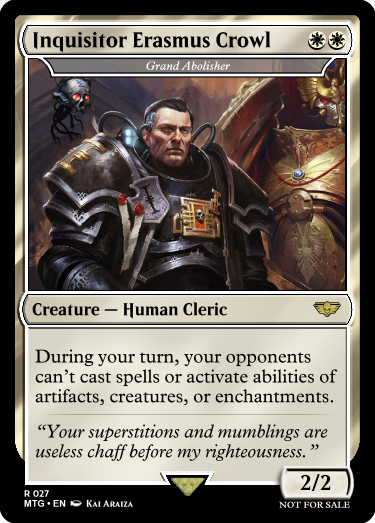 Inquisitor Erasmus Crowl
Grand Abolisher
Creature — Human Cleric
During your turn, your opponents
can't cast spells or activate abilities of
artifacts, creatures, or enchantments.
“Your superstitions and mumblings are
useless chaff before my righteousness.”
2/2
R 027
MTG • EN Kai Araiza
NOT FOR SALE